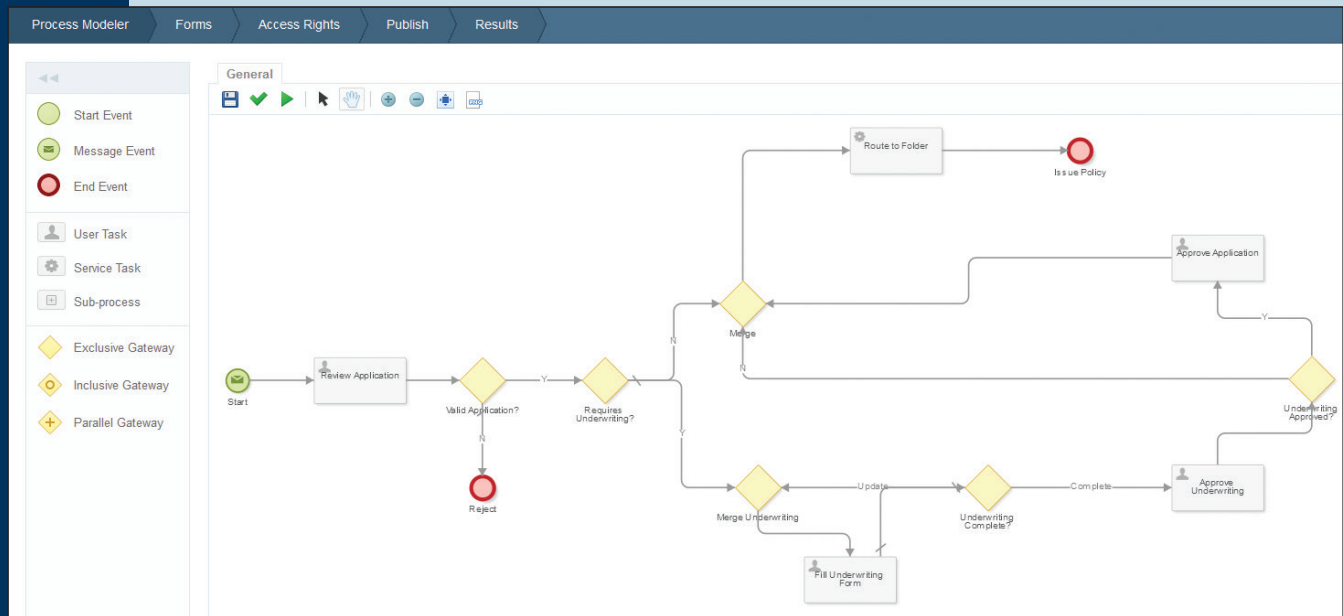 Process Modeler
Forms
Access Rights
Publish
Results
General
Start Event
Message Event
End Event
User Task
Service Task
Sub-process
Exclusive Gateway
Inclusive Gateway
Parallel Gateway
Route to Folder
Issue Policy
Approve Application
Merge
N
Y
N
Start
Review Application
Valid Application?
Y
Requires
Underwriting?
Underwriting
Approved?
N
Y
Reject
Merge Underwriting
Update
Underwriting
Complete?
Complete
Approve
Underwriting
Fill Underwriting
Form